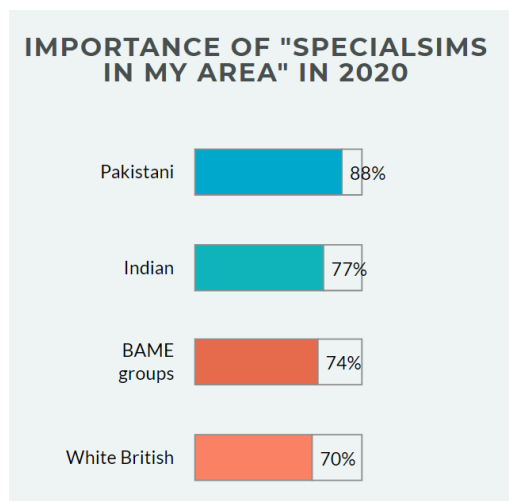 IMPORTANCE OF "SPECIALSIMS
IN MY AREA" IN 2020
Pakistani
88%
Indian
77%
BAME
groups
74%
White British
70%